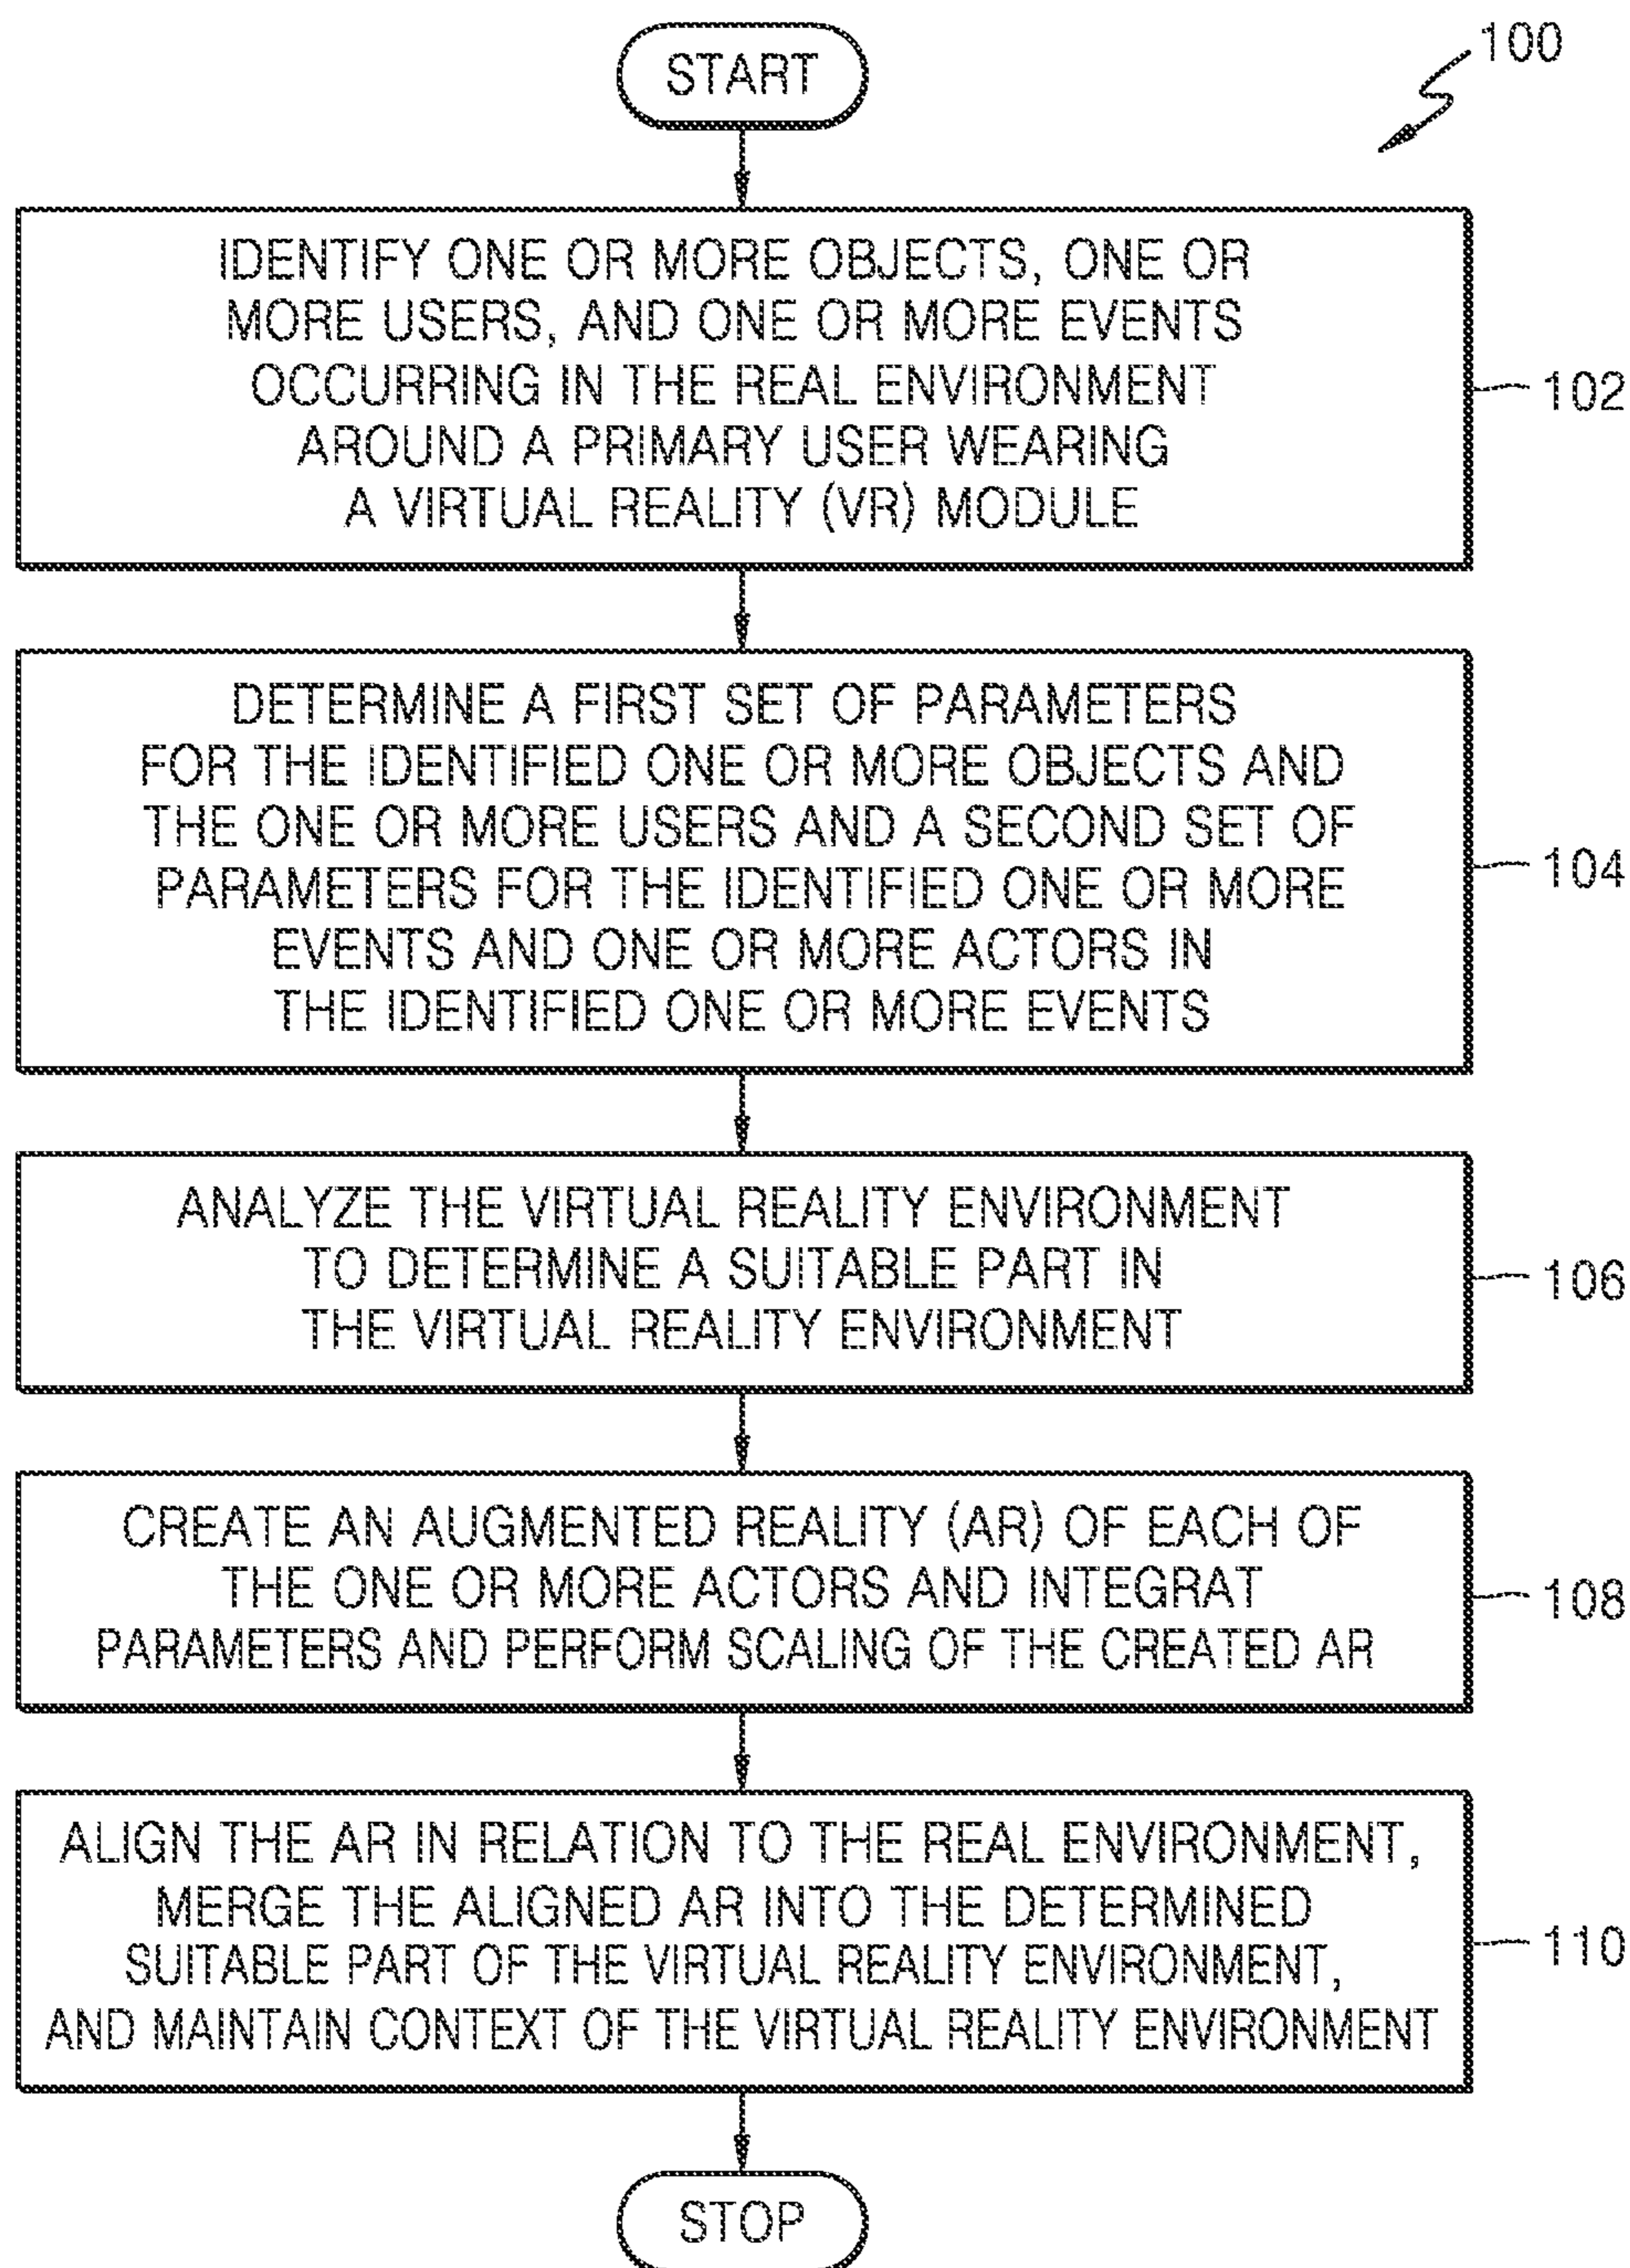 START
100
IDENTIFY ONE OR MORE OBJECTS, ONE OR
MORE USERS, AND ONE OR MORE EVENTS
OCCURRING IN THE REAL ENVIRONMENT
AROUND A PRIMARY USER WEARING
A VIRTUAL REALITY (VR) MODULE
102
DETERMINE A FIRST SET OF PARAMETERS
FOR THE IDENTIFIED ONE OR MORE OBJECTS AND
THE ONE OR MORE USERS AND A SECOND SET OF
PARAMETERS FOR THE IDENTIFIED ONE OR MORE
EVENTS AND ONE OR MORE ACTORS IN
THE IDENTIFIED ONE OR MORE EVENTS
104
ANALYZE THE VIRTUAL REALITY ENVIRONMENT
TO DETERMINE A SUITABLE PART IN
THE VIRTUAL REALITY ENVIRONMENT
106
CREATE AN AUGMENTED REALITY (AR) OF EACH OF
THE ONE OR MORE ACTORS AND INTEGRAT
PARAMETERS AND PERFORM SCALING OF THE CREATED AR
108
ALIGN THE AR IN RELATION TO THE REAL ENVIRONMENT,
MERGE THE ALIGNED AR INTO THE DETERMINED
SUITABLE PART OF THE VIRTUAL REALITY ENVIRONMENT,
AND MAINTAIN CONTEXT OF THE VIRTUAL REALITY ENVIRONMENT
110
STOP